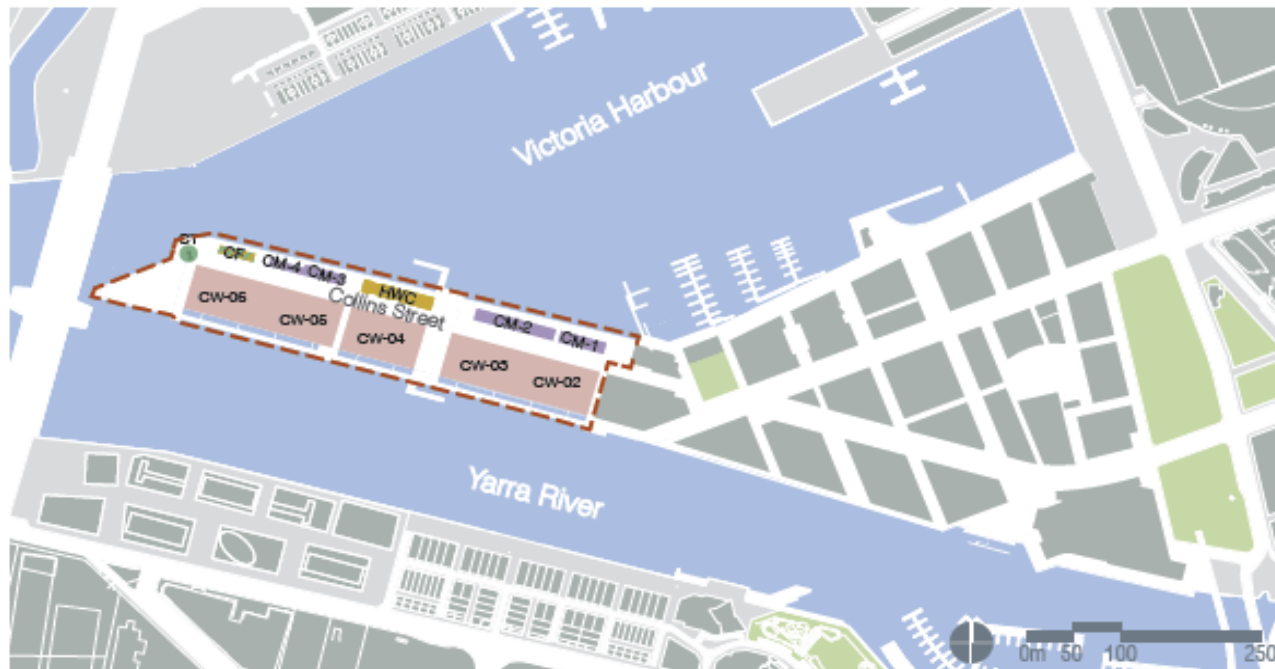 Victoria Harbour
CT
CF
CM-4
CM-3
HWC
Collins Street
CM-2
CM-1
CW-06
CW-05
CW-04
CW-03
CW-02
Yarra River
0m 50 100 250